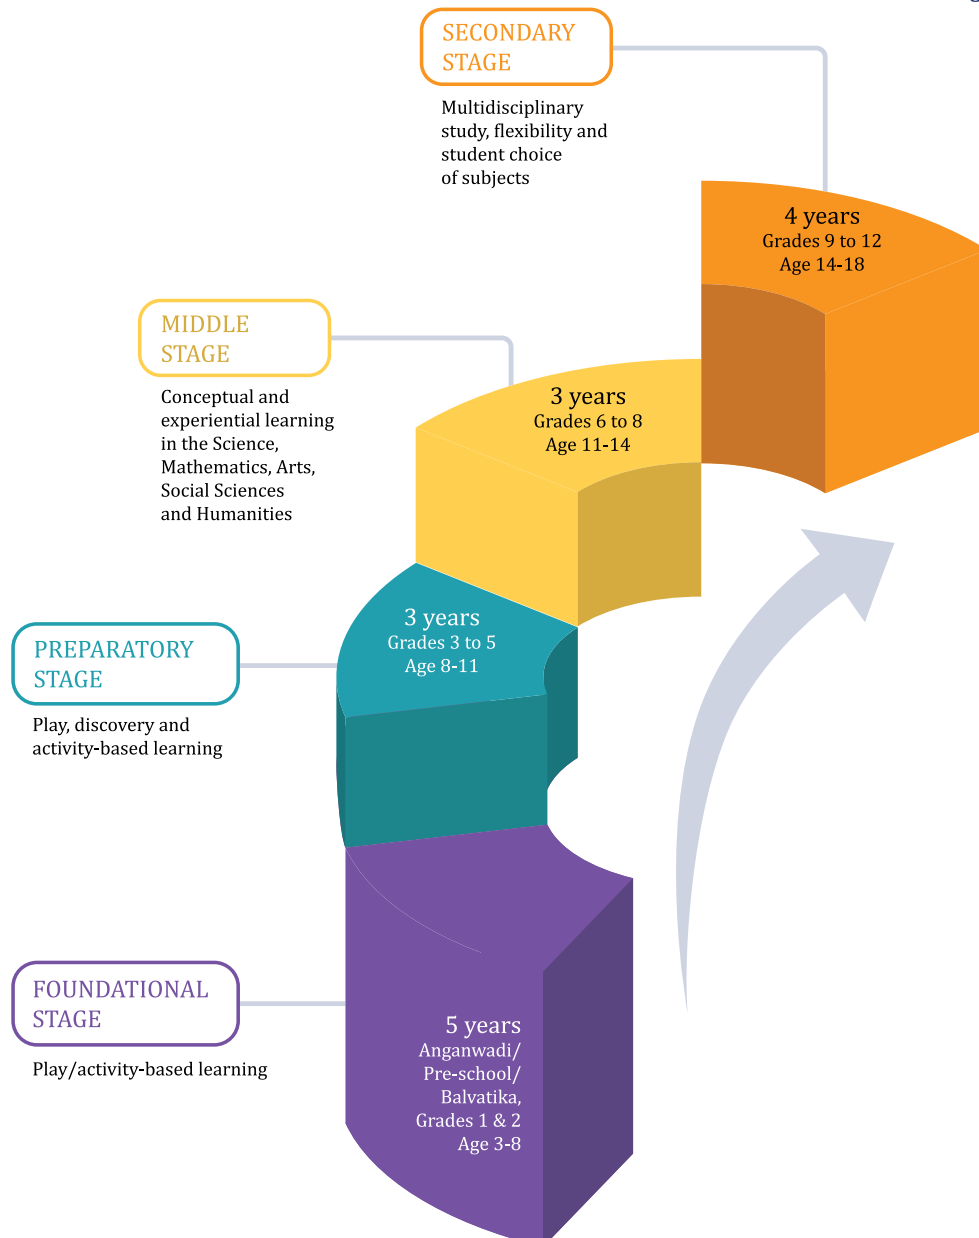 SECONDARY
STAGE
Multidisciplinary
study, flexibility and
student choice
of subjects
4 years
Grades 9 to 12
Age 14-18
MIDDLE
STAGE
Conceptual and
experiential learning
in the Science,
Mathematics, Arts,
Social Sciences
and Humanities
3 years
Grades 6 to 8
Age 11-14
PREPARATORY
STAGE
Play, discovery and
activity-based learning
3 years
Grades 3 to 5
Age 8-11
FOUNDATIONAL
STAGE
Play/activity-based learning
5 years
Anganwadi/
Pre-school/
Balvatika,
Grades 1 & 2
Age 3-8